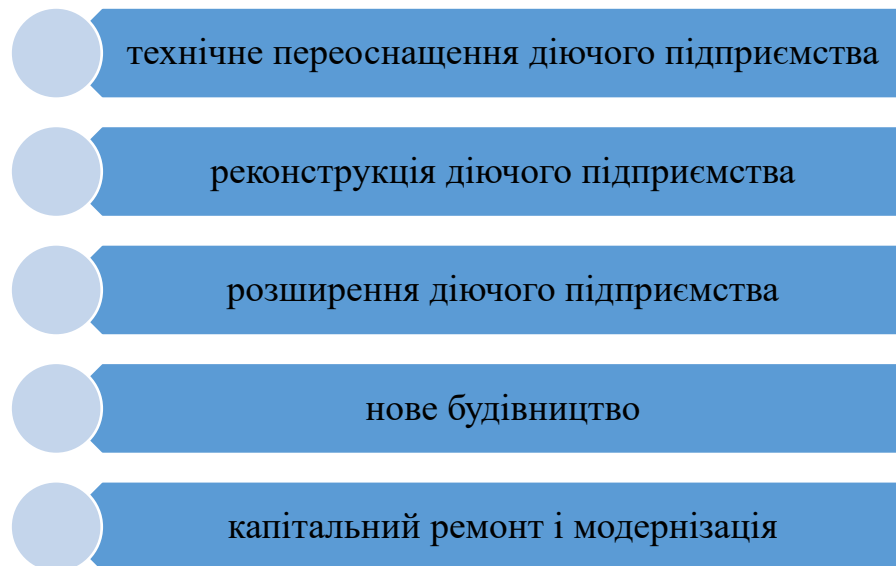 технічне переоснащення діючого підприємства
реконструкція діючого підприємства
розширення діючого підприємства
нове будівництво
капітальний ремонт і модернізація